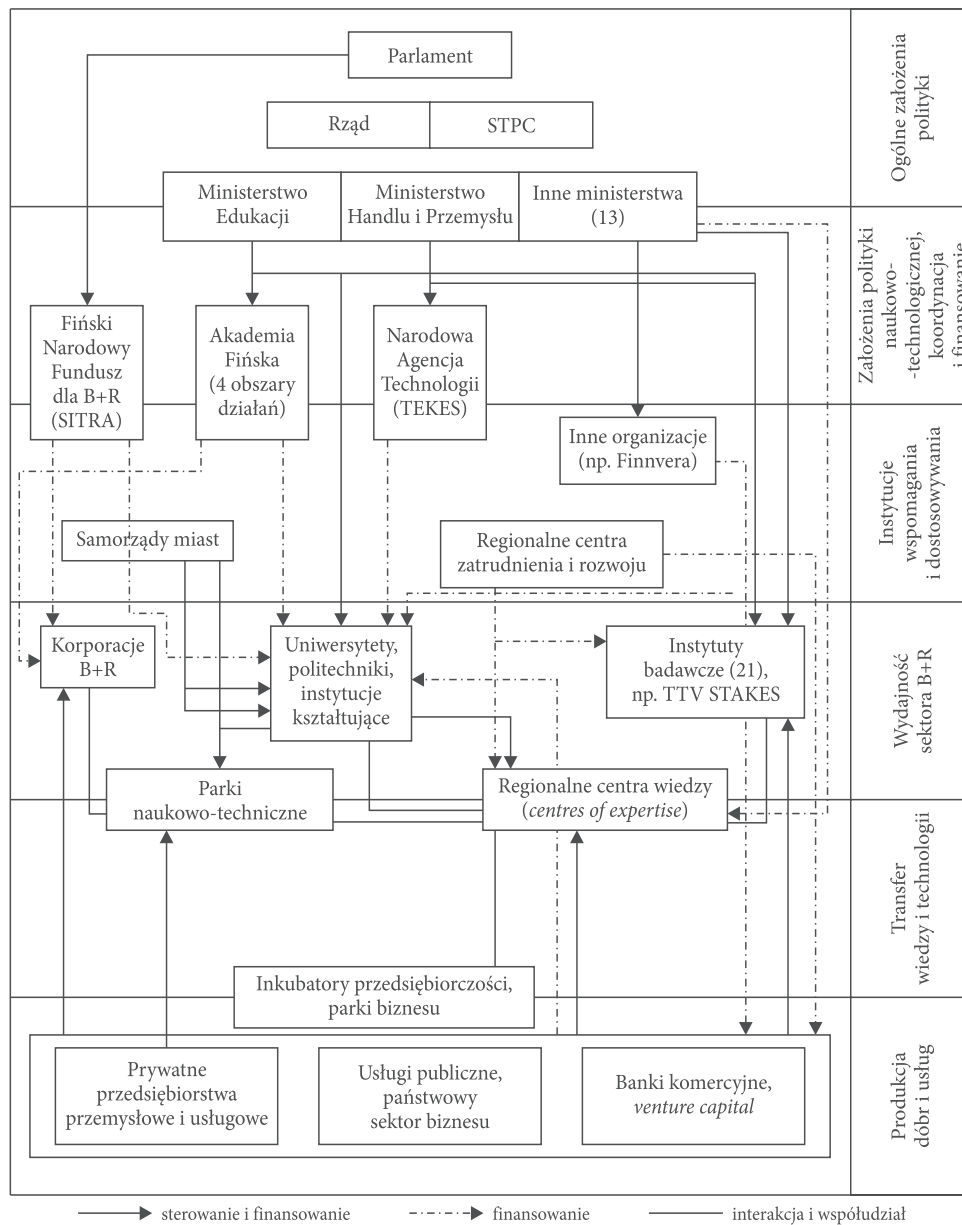 Parlament
Rząd
STPC
Ogólne założenia
polityki
Ministerstwo
Edukacji
Ministerstwo
Handlu i Przemysłu
Inne ministerstwa
(13)
Założenia polityki
naukowo-
-technologicznej,
koordynacja
i finansowanie
Fiński
Narodowy
Fundusz
dla B+R
(SITRA)
Akademia
Fińska
(4 obszary
działań)
Narodowa
Agencja
Technologii
(TEKES)
Inne organizacje
(np. Finnvera)
Instytucje
wspomagania
i dostosowywania
Samorządy miast
Regionalne centra
zatrudnienia i rozwoju
Korporacje
B+R
Uniwersytety,
politechniki,
instytucje
kształtujące
Instytuty
badawcze (21),
np. TTV STAKES
Wydajność
sektora B+R
Parki
naukowo-techniczne
Regionalne centra wiedzy
(centres of expertise)
Transfer
wiedzy i technologii
Inkubatory przedsiębiorczości,
parki biznesu
Prywatne
przedsiębiorstwa
przemysłowe i usługowe
Usługi publiczne,
państwowy
sektor biznesu
Banki komercyjne,
venture capital
Produkcja
dóbr i usług
sterowanie i finansowanie
finansowanie
interakcja i współudział